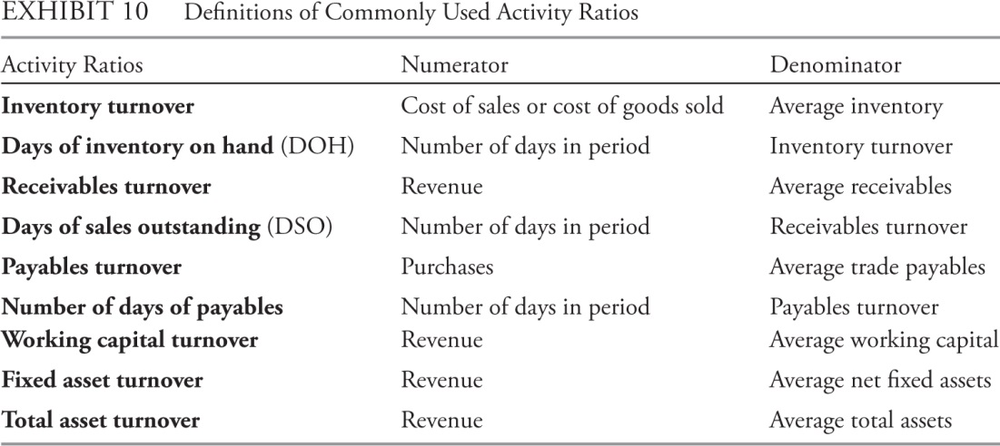 EXHIBIT 10 Definitions of Commonly Used Activity Ratios
Activity Ratios Numerator Denominator
Inventory turnover Cost of sales or cost of goods sold Average inventory
Days of inventory on hand (DOH) Number of days in period Inventory turnover
Receivables turnover Revenue Average receivables
Days of sales outstanding (DSO) Number of days in period Receivables turnover
Payables turnover Purchases Average trade payables
Number of days of payables Number of days in period Payables turnover
Working capital turnover Revenue Average working capital
Fixed asset turnover Revenue Average net fixed assets
Total asset turnover Revenue Average total assets